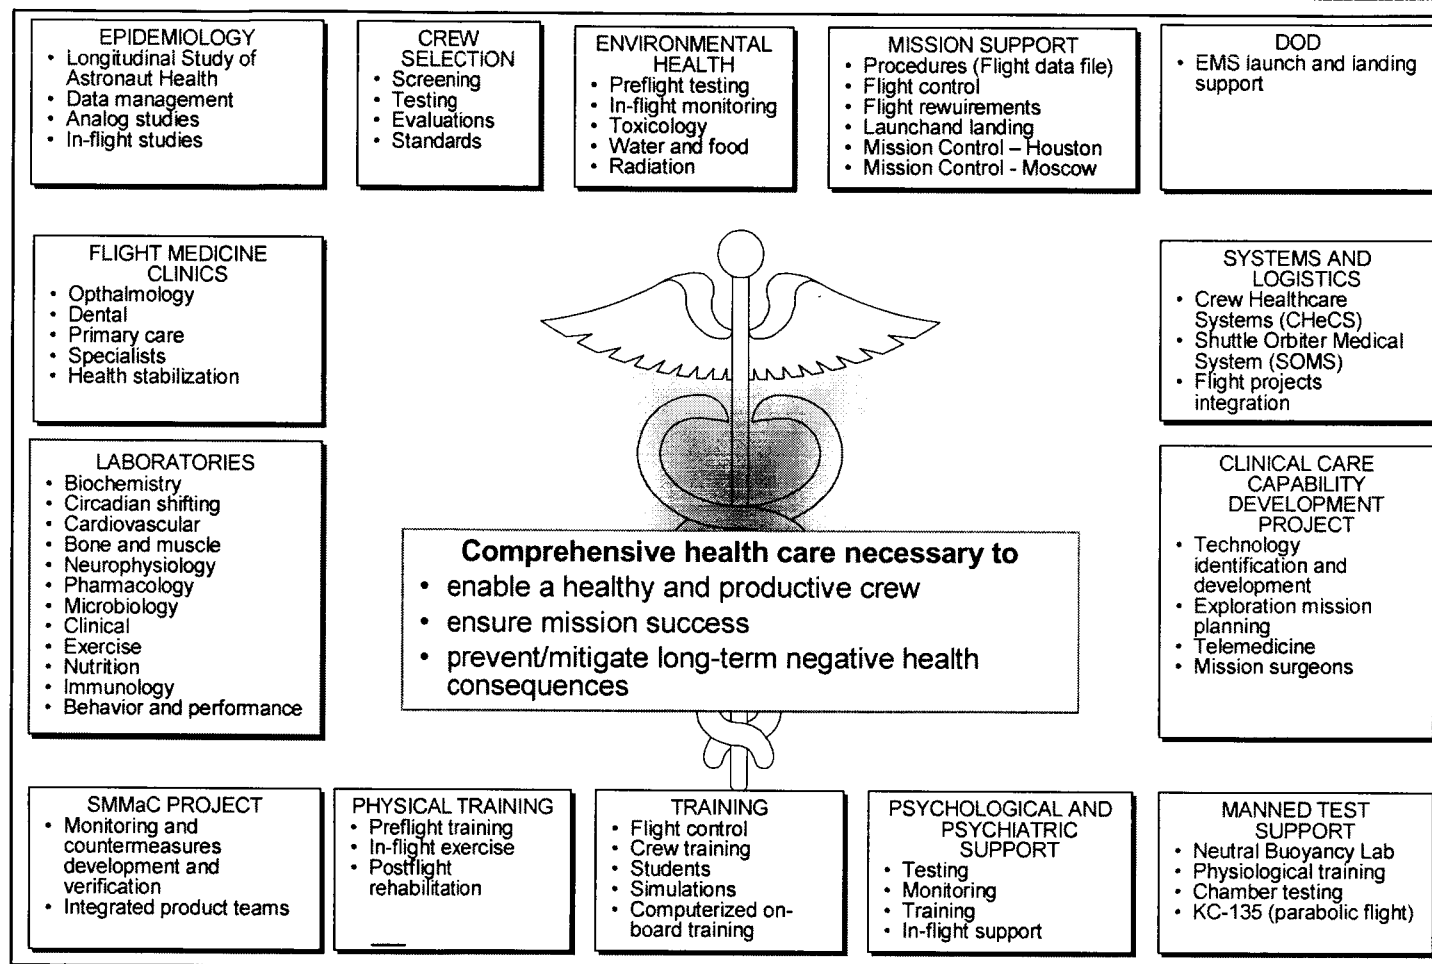 EPIDEMIOLOGY
• Longitudinal Study of
Astronaut Health
• Data management
• Analog studies
• In-flight studies
CREW
SELECTION
• Screening
• Testing
• Evaluations
• Standards
ENVIRONMENTAL
HEALTH
• Preflight testing
• In-flight monitoring
• Toxicology
• Water and food
• Radiation
MISSION SUPPORT
• Procedures (Flight data file)
• Flight control
• Flight rewuirements
• Launchand landing
• Mission Control – Houston
• Mission Control - Moscow
DOD
• EMS launch and landing
support
FLIGHT MEDICINE
CLINICS
• Opthalmology
• Dental
• Primary care
• Specialists
• Health stabilization
SYSTEMS AND
LOGISTICS
• Crew Healthcare
Systems (CHeCS)
• Shuttle Orbiter Medical
System (SOMS)
• Flight projects
integration
LABORATORIES
• Biochemistry
• Circadian shifting
• Cardiovascular
• Bone and muscle
• Neurophysiology
• Pharmacology
• Microbiology
• Clinical
• Exercise
• Nutrition
• Immunology
• Behavior and performance
Comprehensive health care necessary to
• enable a healthy and productive crew
• ensure mission success
• prevent/mitigate long-term negative health
consequences
CLINICAL CARE
CAPABILITY
DEVELOPMENT
PROJECT
• Technology
identification and
development
• Exploration mission
planning
• Telemedicine
• Mission surgeons
SMMaC PROJECT
• Monitoring and
countermeasures
development and
verification
• Integrated product teams
PHYSICAL TRAINING
• Preflight training
• In-flight exercise
• Postflight
rehabilitation
TRAINING
• Flight control
• Crew training
• Students
• Simulations
• Computerized on-
board training
PSYCHOLOGICAL AND
PSYCHIATRIC
SUPPORT
• Testing
• Monitoring
• Training
• In-flight support
MANNED TEST
SUPPORT
• Neutral Buoyancy Lab
• Physiological training
• Chamber testing
• KC-135 (parabolic flight)